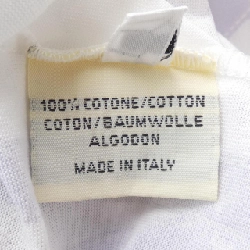 100% COTONE/COTTON
COTON/BAUMWOLLE
ALGODON
MADE IN ITALY